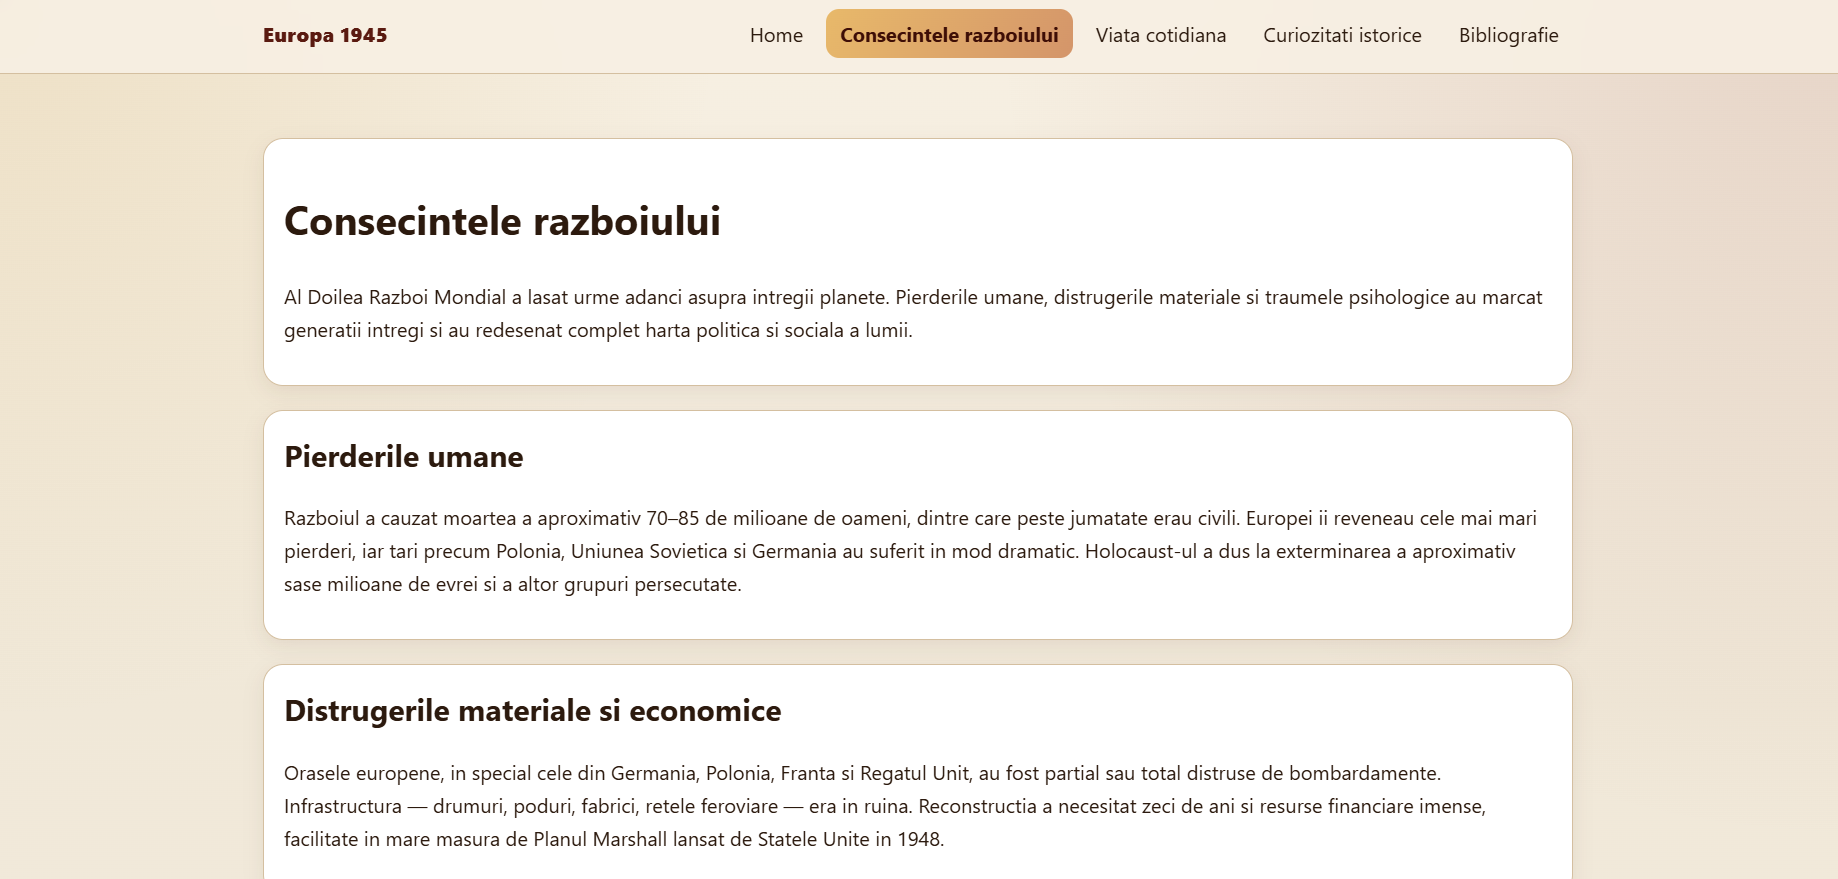 Europa 1945
Home
Consecintele razboiului
Viata cotidiana
Curiozitati istorice
Bibliografie
Consecintele razboiului
Al Doilea Razboi Mondial a lasat urme adanci asupra intregii planete. Pierderile umane, distrugerile materiale si traumele psihologice au marcat
generatii intregi si au redesenat complet harta politica si sociala a lumii.
Pierderile umane
Razboiul a cauzat moartea a aproximativ 70–85 de milioane de oameni, dintre care peste jumatate erau civili. Europei ii reveneau cele mai mari
pierderi, iar tari precum Polonia, Uniunea Sovietica si Germania au suferit in mod dramatic. Holocaust-ul a dus la exterminarea a aproximativ
sase milioane de evrei si a altor grupuri persecutate.
Distrugerile materiale si economice
Orasele europene, in special cele din Germania, Polonia, Franta si Regatul Unit, au fost partial sau total distruse de bombardamente.
Infrastructura — drumuri, poduri, fabrici, retele feroviare — era in ruina. Reconstructia a necesitat zeci de ani si resurse financiare imense,
facilitate in mare masura de Planul Marshall lansat de Statele Unite in 1948.